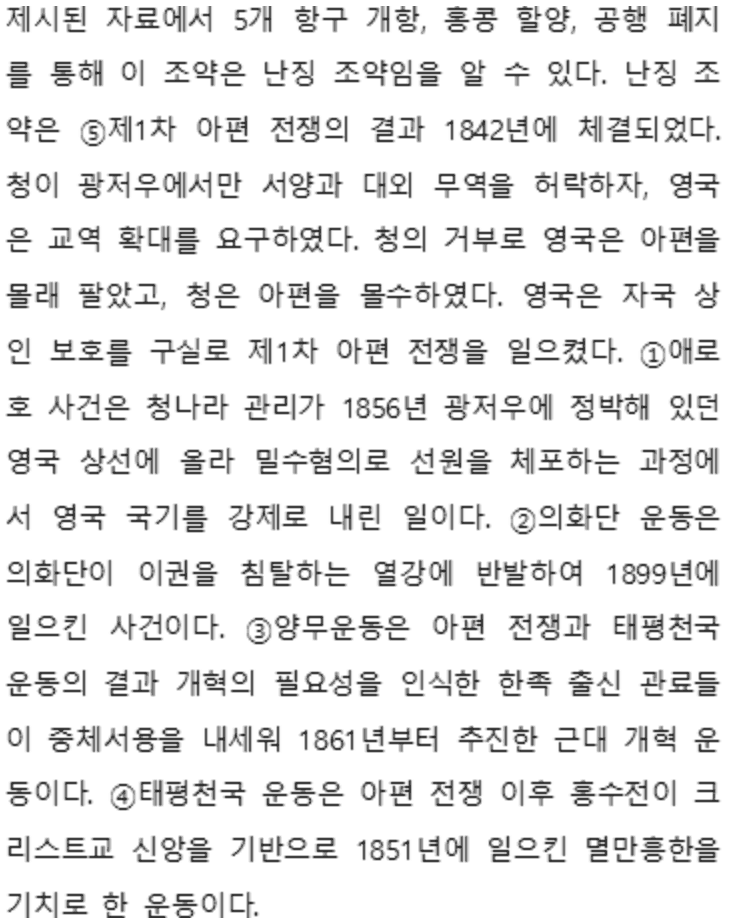 제시된 자료에서 5개 항구 개항, 홍콩 할양, 공행 폐지
를 통해 이 조약은 난징 조약임을 알 수 있다. 난징 조
약은 ⑤제1차 아편 전쟁의 결과 1842년에 체결되었다.
청이 광저우에서만 서양과 대외 무역을 허락하자, 영국
은 교역 확대를 요구하였다. 청의 거부로 영국은 아편을
몰래 팔았고, 청은 아편을 몰수하였다. 영국은 자국 상
인 보호를 구실로 제1차 아편 전쟁을 일으켰다. ①애로
호 사건은 청나라 관리가 1856년 광저우에 정박해 있던
영국 상선에 올라 밀수혐의로 선원을 체포하는 과정에
서 영국 국기를 강제로 내린 일이다. ②의화단 운동은
의화단이 이권을 침탈하는 열강에 반발하여 1899년에
일으킨 사건이다. ③양무운동은 아편 전쟁과 태평천국
운동의 결과 개혁의 필요성을 인식한 한족 출신 관료들
이 중체서용을 내세워 1861년부터 추진한 근대 개혁 운
동이다. ④태평천국 운동은 아편 전쟁 이후 홍수전이 크
리스트교 신앙을 기반으로 1851년에 일으킨 멸만흥한을
기치로 한 운동이다.